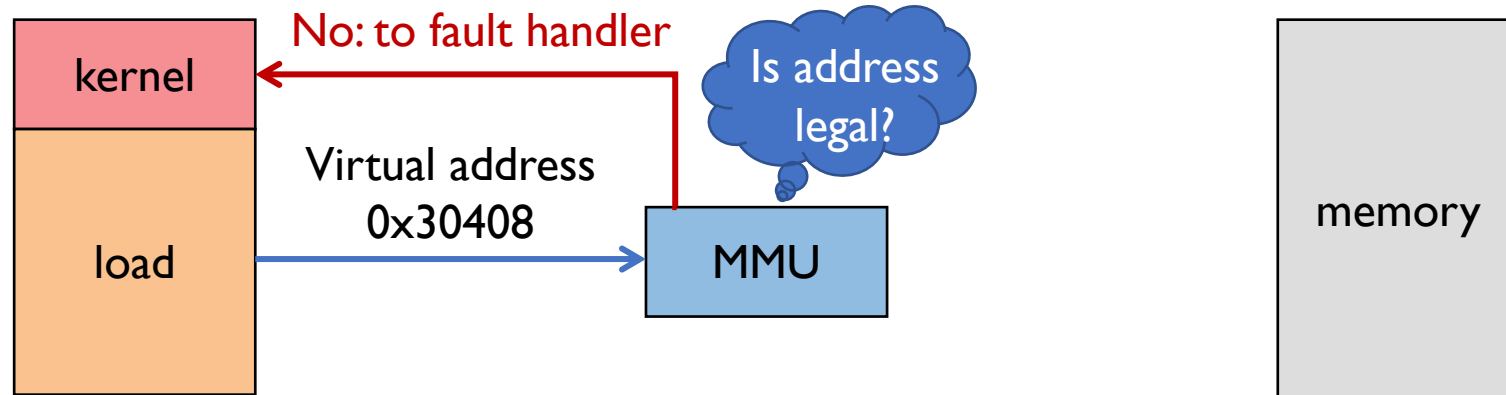 No: to fault handler
kernel
Is address
legal?
Virtual address
0x30408
load
MMU
memory